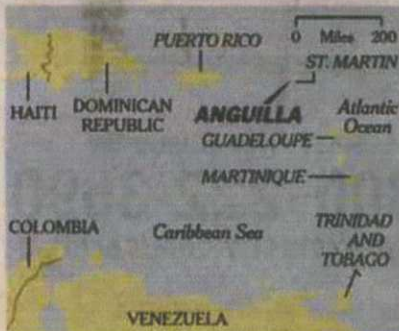 PUERTO RICO
0 Miles 200
ST. MARTIN
HAITI
DOMINICAN
REPUBLIC
ANGUILLA
Atlantic
Ocean
GUADELOUPE
MARTINIQUE
COLOMBIA
Caribbean Sea
TRINIDAD
AND
TOBAGO
VENEZUELA